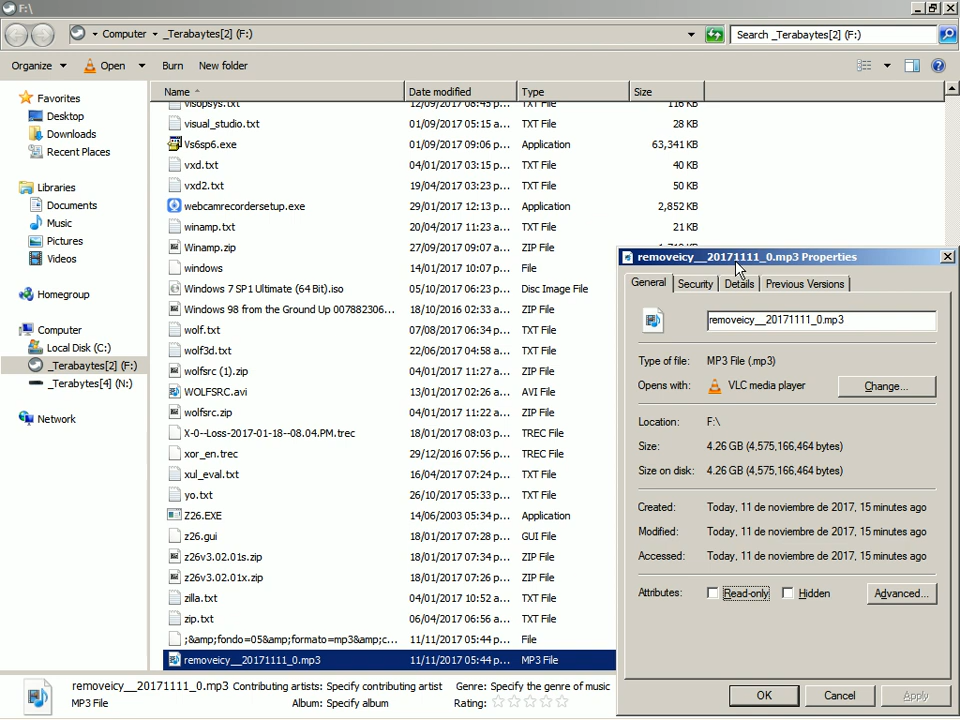 F:\
Computer _Terabaytes[2] (F:)
Search _Terabaytes[2] (F:)
Organize Open Burn New folder
Name Date modified Type Size
Favorites
Desktop
Downloads
Recent Places
Libraries
Documents
Music
Pictures
Videos
Homegroup
Computer
Local Disk (C:)
_Terabaytes[2] (F:)
_Terabytes[4] (N:)
Network
visopsys.txt 12/09/2017 08:45 p... TXT File 116 KB
visual_studio.txt 01/09/2017 05:15 a... TXT File 28 KB
Vs6sp6.exe 01/09/2017 09:06 p... Application 63,341 KB
vxd.txt 04/01/2017 03:15 p... TXT File 40 KB
vxd2.txt 19/04/2017 03:23 p... TXT File 50 KB
webcamrecordersetup.exe 29/01/2017 12:13 p... Application 2,852 KB
winamp.txt 20/04/2017 11:23 p... TXT File 21 KB
Winamp.zip 27/09/2017 09:07 a... ZIP File
windows 14/01/2017 10:07 p... File
Windows 7 SP1 Ultimate (64 Bit).iso 05/10/2017 06:23 p... Disc Image File
Windows 98 from the Ground Up 007882306... 18/10/2016 02:33 a... ZIP File
wolf.txt 07/08/2017 06:34 p... TXT File
wolf3d.txt 22/06/2017 04:58 a... TXT File
wolfsrc (1).zip 04/01/2017 11:27 a... ZIP File
WOLFSRC.avi 13/01/2017 02:26 a... AVI File
wolfsrc.zip 04/01/2017 11:22 a... ZIP File
X-0--Loss-2017-01-18--08.04.PM.trec 18/01/2017 08:03 p... TREC File
xor_en.trec 29/12/2016 07:56 p... TREC File
xul_eval.txt 16/04/2017 07:24 p... TXT File
yo.txt 26/10/2017 05:33 p... TXT File
Z26.EXE 14/06/2003 05:34 p... Application
z26.gui 18/01/2017 07:28 p... GUI File
z26v3.02.01s.zip 18/01/2017 07:34 p... ZIP File
z26v3.02.01x.zip 18/01/2017 07:26 p... ZIP File
zilla.txt 04/01/2017 10:52 a... TXT File
zip.txt 06/04/2017 06:56 a... TXT File
;&amp;fondo=05&amp;formato=mp3&amp;c... 11/11/2017 05:44 p... File
removeicy__20171111_0.mp3 11/11/2017 05:44 p... MP3 File
removeicy__20171111_0.mp3 Properties
General Security Details Previous Versions
removeicy__20171111_0.mp3
Type of file: MP3 File (.mp3)
Opens with: VLC media player Change...
Location: F:\
Size: 4.26 GB (4,575,166,464 bytes)
Size on disk: 4.26 GB (4,575,166,464 bytes)
Created: Today, 11 de noviembre de 2017, 15 minutes ago
Modified: Today, 11 de noviembre de 2017, 15 minutes ago
Accessed: Today, 11 de noviembre de 2017, 15 minutes ago
Attributes: Read-only Hidden Advanced...
OK Cancel Apply
removeicy__20171111_0.mp3 Contributing artists: Specify contributing artist Genre: Specify the genre of music
MP3 File Album: Specify album Rating: